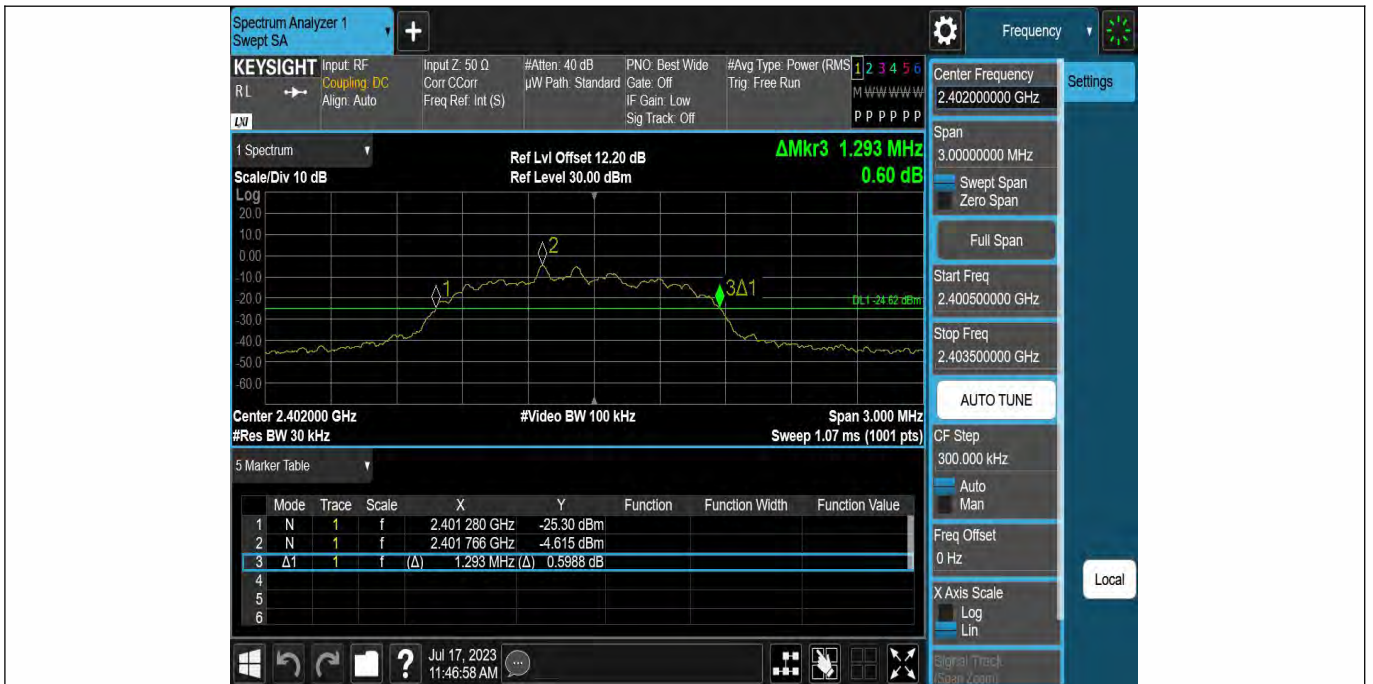 Spectrum Analyzer 1
Swept SA
+
Frequency
KEYSIGHT
RL
LXI
Input: RF
Coupling: DC
Align: Auto
Input Z: 50 Ω
Corr CCorr
Freq Ref: Int (S)
#Atten: 40 dB
µW Path: Standard
PNO: Best Wide
Gate: Off
IF Gain: Low
Sig Track: Off
#Avg Type: Power (RMS
Trig: Free Run
1 2 3 4 5 6
M W W W W W
P P P P P P
1 Spectrum
Scale/Div 10 dB
Ref Lvl Offset 12.20 dB
Ref Level 30.00 dBm
ΔMkr3 1.293 MHz
0.60 dB
Log
20.0
10.0
0.00
-10.0
-20.0
-30.0
-40.0
-50.0
-60.0
1
2
3Δ1
DL1 -24.62 dBm
Center 2.402000 GHz
#Video BW 100 kHz
Span 3.000 MHz
#Res BW 30 kHz
Sweep 1.07 ms (1001 pts)
5 Marker Table
Mode Trace Scale X Y Function Function Width Function Value
1 N 1 f 2.401 280 GHz -25.30 dBm
2 N 1 f 2.401 766 GHz -4.615 dBm
3 Δ1 1 f (Δ) 1.293 MHz (Δ) 0.5988 dB
4
5
6
?
Jul 17, 2023
11:46:58 AM
Center Frequency
2.402000000 GHz
Settings
Span
3.00000000 MHz
Swept Span
Zero Span
Full Span
Start Freq
2.400500000 GHz
Stop Freq
2.403500000 GHz
AUTO TUNE
CF Step
300.000 kHz
Auto
Man
Freq Offset
0 Hz
X Axis Scale
Log
Lin
Local
Signal Track
(Span Zoom)